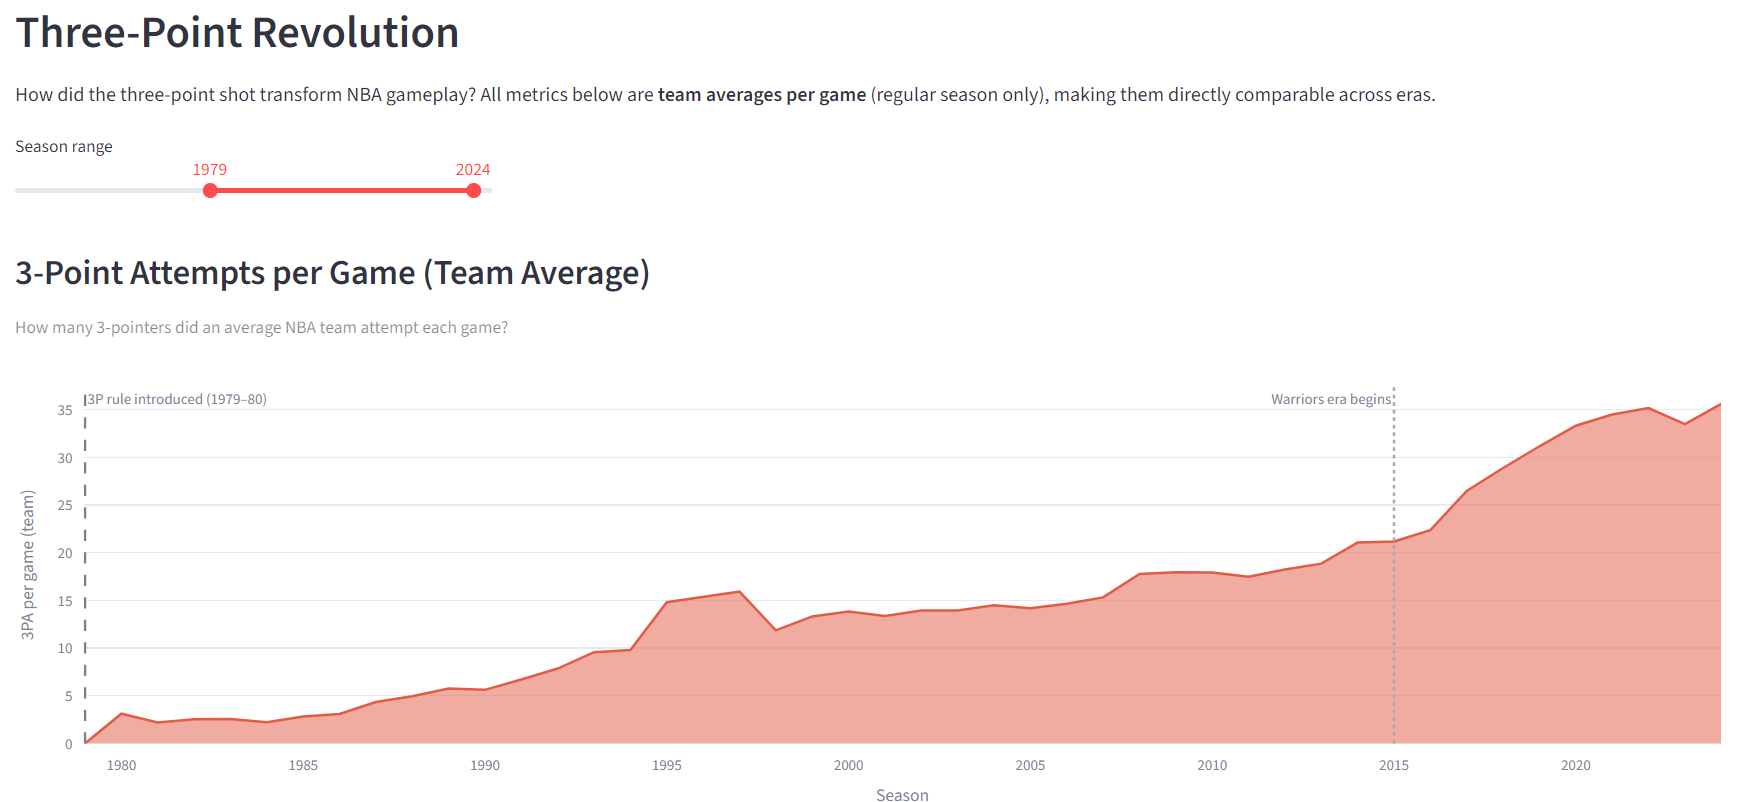 Three-Point Revolution
How did the three-point shot transform NBA gameplay? All metrics below are team averages per game (regular season only), making them directly comparable across eras.
Season range
1979 2024
3-Point Attempts per Game (Team Average)
How many 3-pointers did an average NBA team attempt each game?
3P rule introduced (1979–80) Warriors era begins
35
30
25
20
15
10
5
0
3PA per game (team)
1980 1985 1990 1995 2000 2005 2010 2015 2020
Season